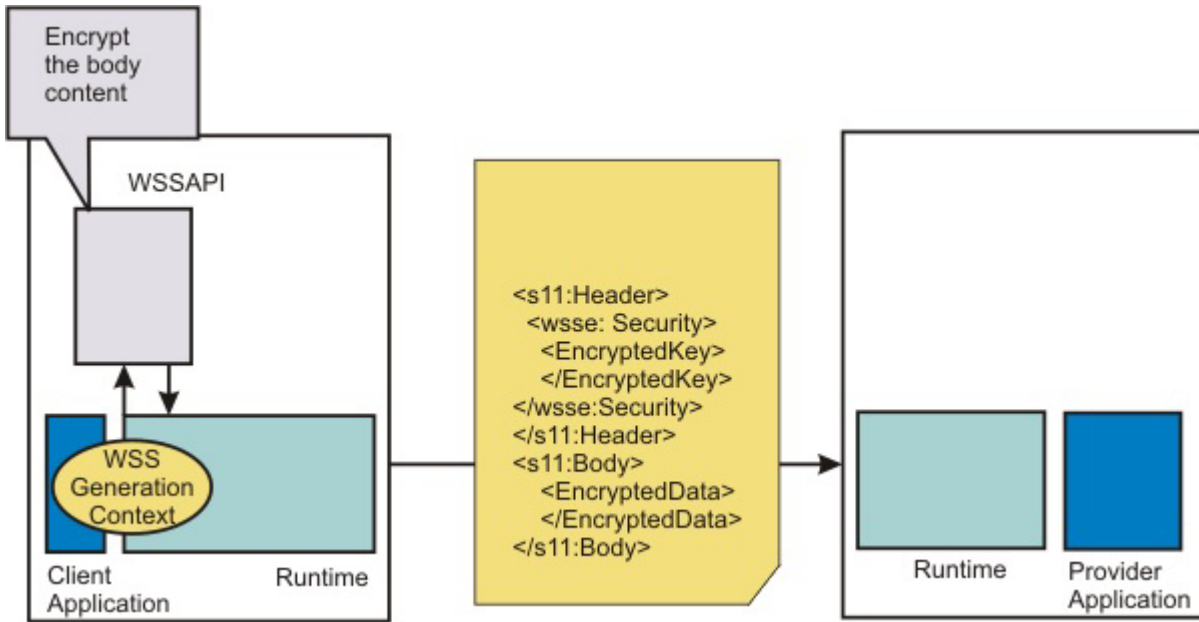 Encrypt
the body
content
WSSAPI
WSS
Generation
Context
Client
Application
Runtime
<s11:Header>
<wsse: Security>
<EncryptedKey>
</EncryptedKey>
</wsse:Security>
</s11:Header>
<s11:Body>
<EncryptedData>
</EncryptedData>
</s11:Body>
Runtime
Provider
Application